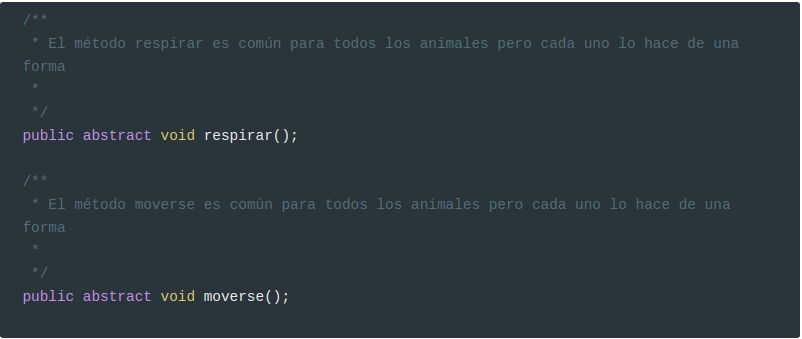 /**
 * El método respirar es común para todos los animales pero cada uno lo hace de una
forma
 *
 */
public abstract void respirar();

/**
 * El método moverse es común para todos los animales pero cada uno lo hace de una
forma
 *
 */
public abstract void moverse();